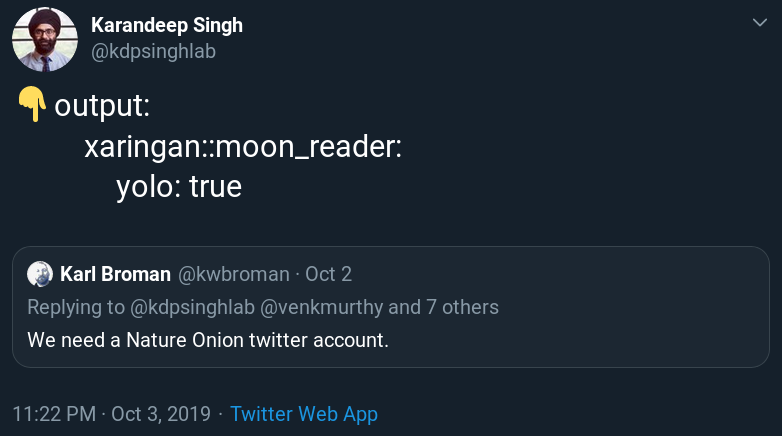 Karandeep Singh
@kdpsinghlab
👇 output:
xaringan::moon_reader:
yolo: true
Karl Broman @kwbroman · Oct 2
Replying to @kdpsinghlab @venkmurthy and 7 others
We need a Nature Onion twitter account.
11:22 PM · Oct 3, 2019 · Twitter Web App